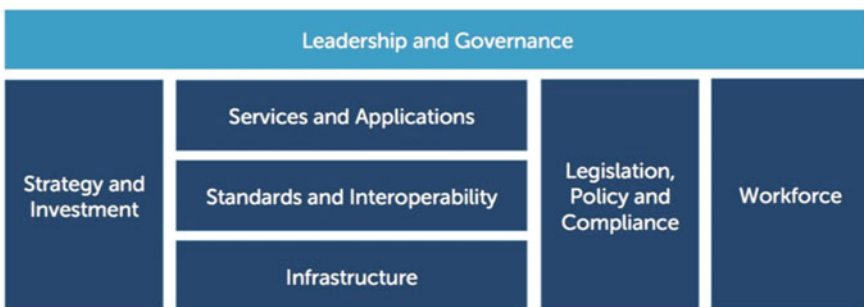 Leadership and Governance
Strategy and
Investment
Services and Applications
Standards and Interoperability
Infrastructure
Legislation,
Policy and
Compliance
Workforce